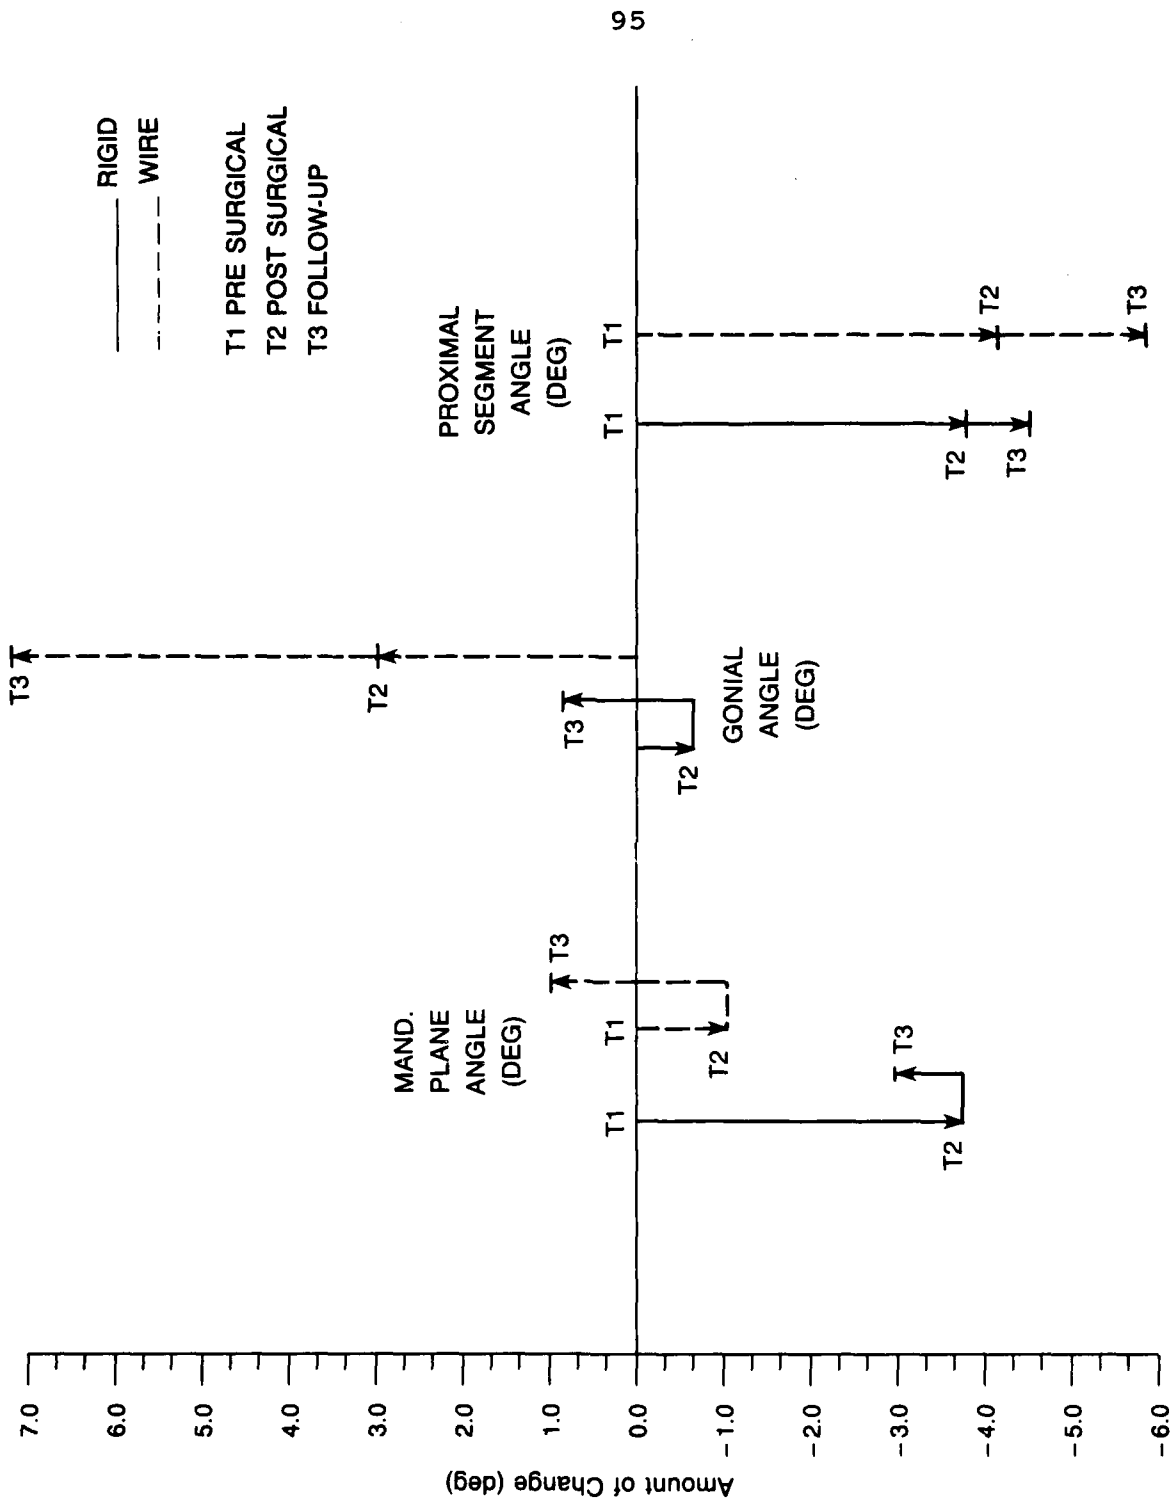 95
RIGID
WIRE
T1 PRE SURGICAL
T2 POST SURGICAL
T3 FOLLOW-UP
PROXIMAL
SEGMENT
ANGLE
(DEG)
T1
T1
T2
T3
T2
T3
T3
T2
T3
T2
GONIAL
ANGLE
(DEG)
MAND.
PLANE
ANGLE
(DEG)
T3
T1
T2
T3
T1
T2
7.0
6.0
5.0
4.0
3.0
2.0
1.0
0.0
- 1.0
- 2.0
- 3.0
- 4.0
- 5.0
- 6.0
Amount of Change (deg)